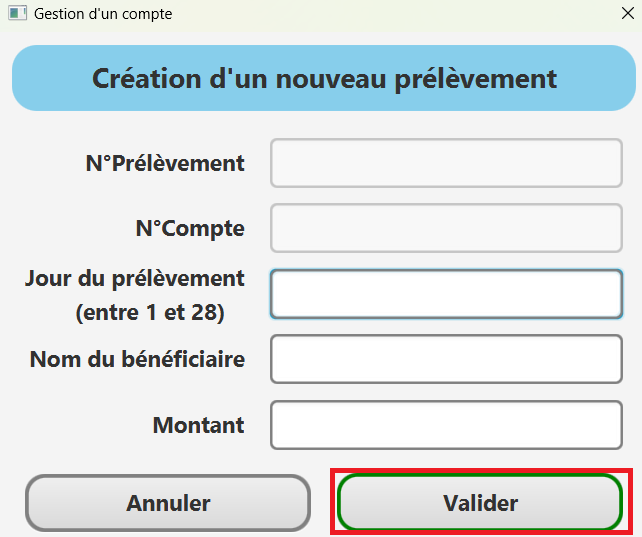 Gestion d'un compte
Création d'un nouveau prélèvement
N°Prélèvement
N°Compte
Jour du prélèvement
(entre 1 et 28)
Nom du bénéficiaire
Montant
Annuler
Valider